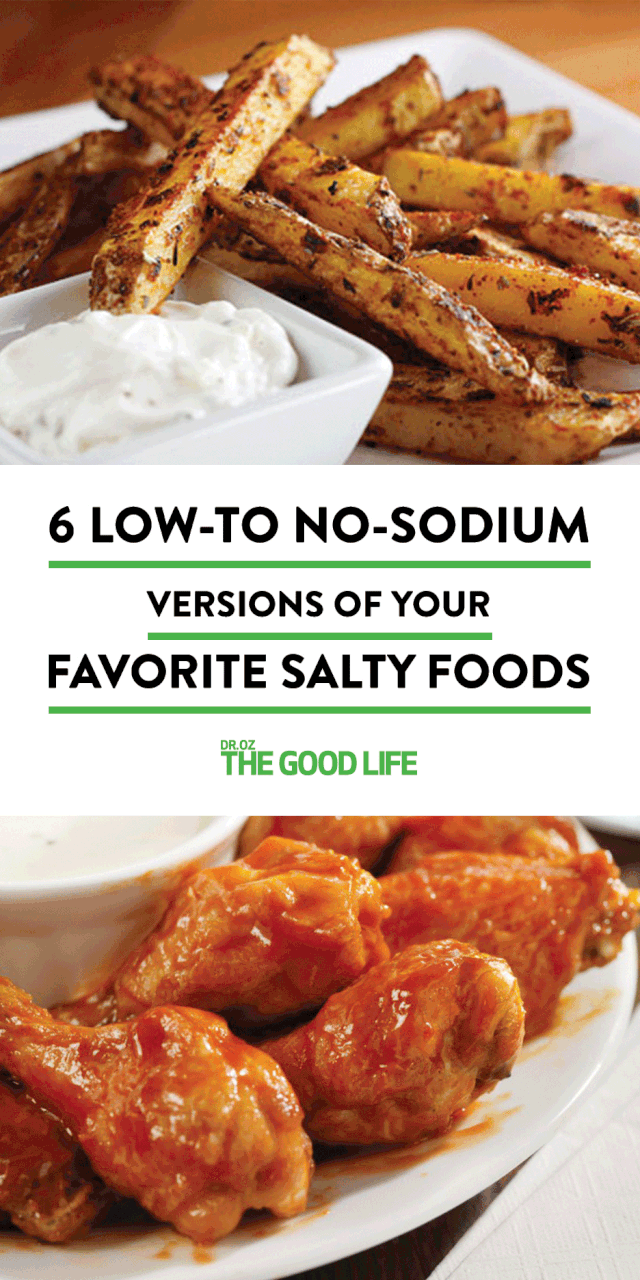 6 LOW-TO NO-SODIUM
VERSIONS OF YOUR
FAVORITE SALTY FOODS
DR.OZ
THE GOOD LIFE